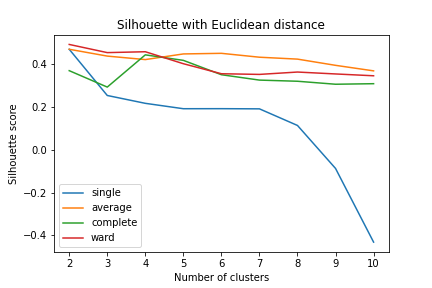 Silhouette with Euclidean distance
Silhouette score
0.4
0.2
0.0
−0.2
−0.4
single
average
complete
ward
2 3 4 5 6 7 8 9 10
Number of clusters